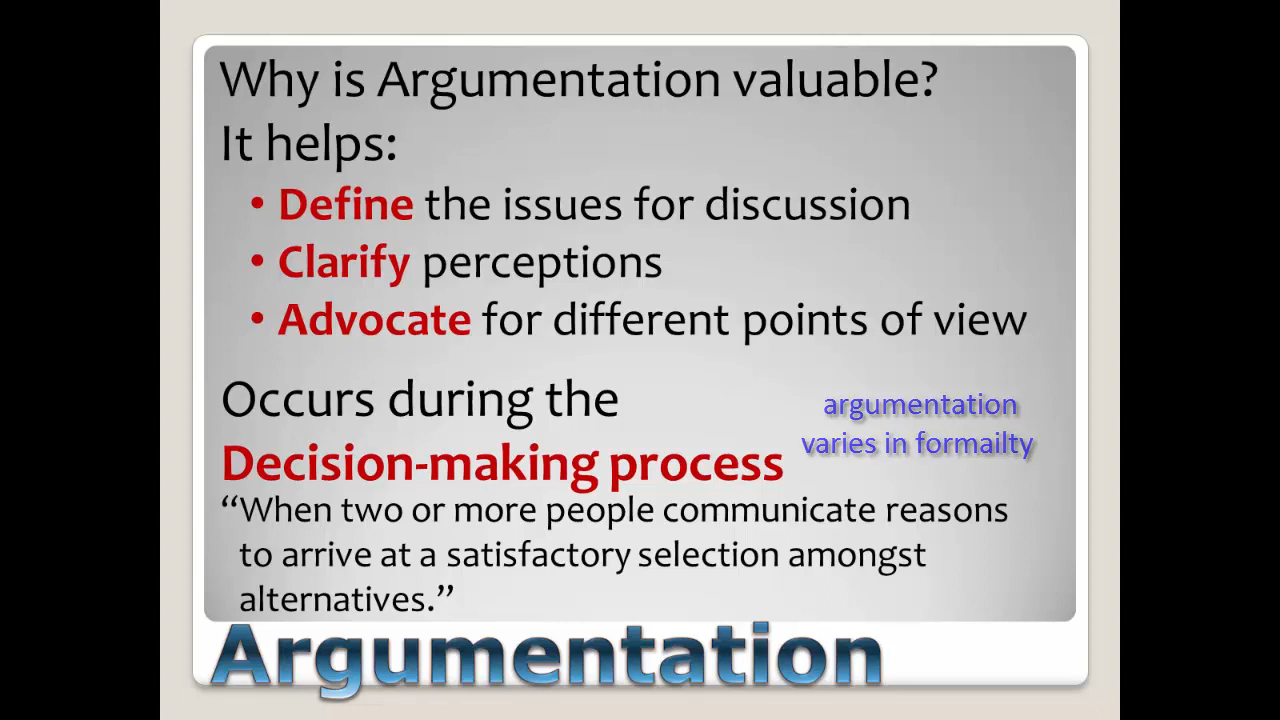 Why is Argumentation valuable?
It helps:
• Define the issues for discussion
• Clarify perceptions
• Advocate for different points of view
Occurs during the
Decision-making process
argumentation
varies in formailty
“When two or more people communicate reasons
to arrive at a satisfactory selection amongst
alternatives.”
Argumentation